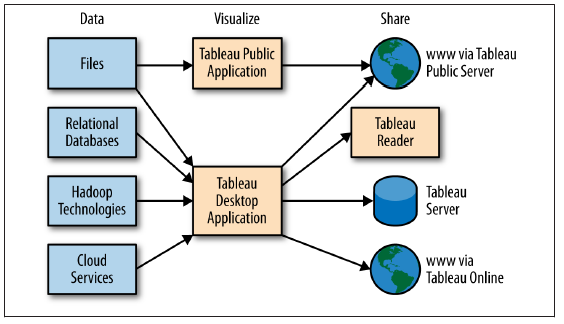 Data
Visualize
Share
Files
Tableau Public
Application
www via Tableau
Public Server
Relational
Databases
Tableau
Reader
Hadoop
Technologies
Tableau
Desktop
Application
Tableau
Server
Cloud
Services
www via
Tableau Online